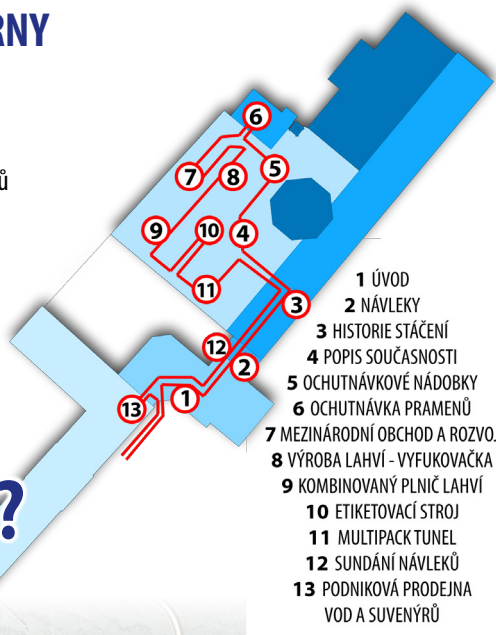 RNY
ů
6
7
8
5
9
10
4
11
3
12
2
13
1
?
1 ÚVOD
2 NÁVLEKY
3 HISTORIE STÁČENÍ
4 POPIS SOUČASNOSTI
5 OCHUTNÁVKOVÉ NÁDOBKY
6 OCHUTNÁVKA PRAMENŮ
7 MEZINÁRODNÍ OBCHOD A ROZVOJ
8 VÝROBA LAHVÍ - VYFUKOVAČKA
9 KOMBINOVANÝ PLNIČ LAHVÍ
10 ETIKETOVACÍ STROJ
11 MULTIPACK TUNEL
12 SUNDÁNÍ NÁVLEKŮ
13 PODNIKOVÁ PRODEJNA
VOD A SUVENÝRŮ